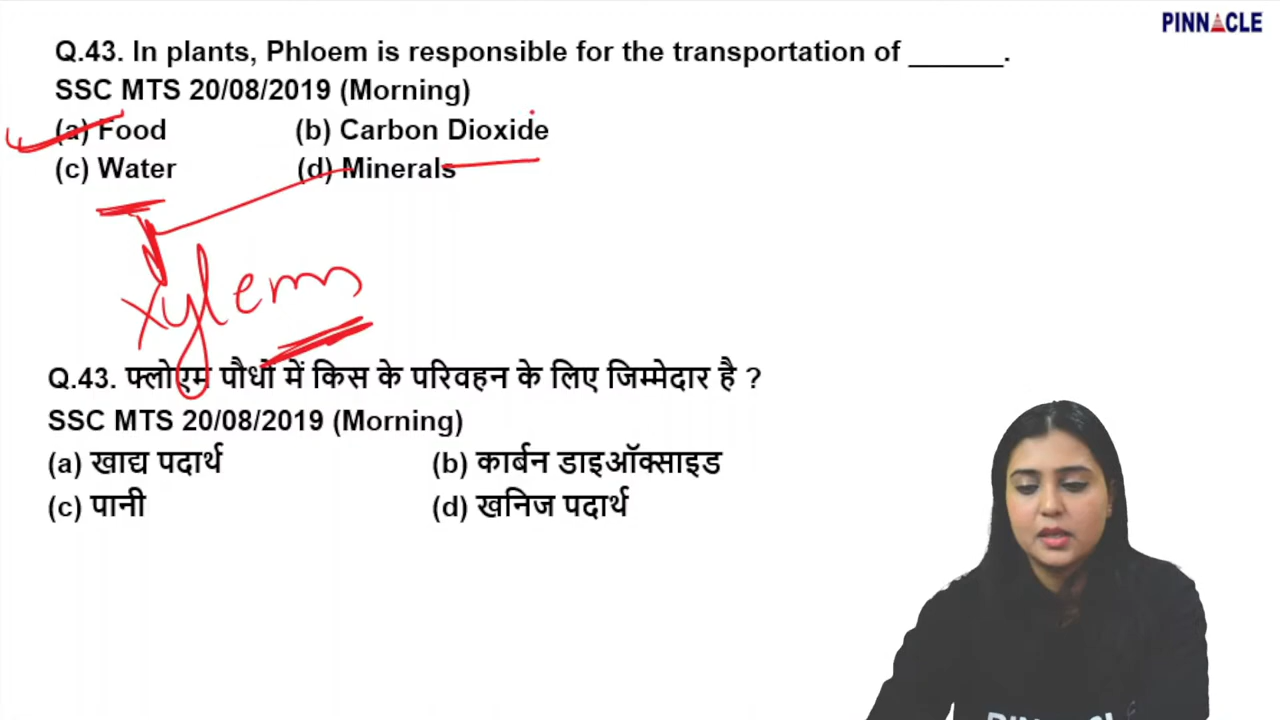 PINNACLE
Q.43. In plants, Phloem is responsible for the transportation of ______.
SSC MTS 20/08/2019 (Morning)
(a) Food (b) Carbon Dioxide
(c) Water (d) Minerals
xylem
Q.43. फ्लोएम पौधों में किस के परिवहन के लिए जिम्मेदार है ?
SSC MTS 20/08/2019 (Morning)
(a) खाद्य पदार्थ (b) कार्बन डाइऑक्साइड
(c) पानी (d) खनिज पदार्थ